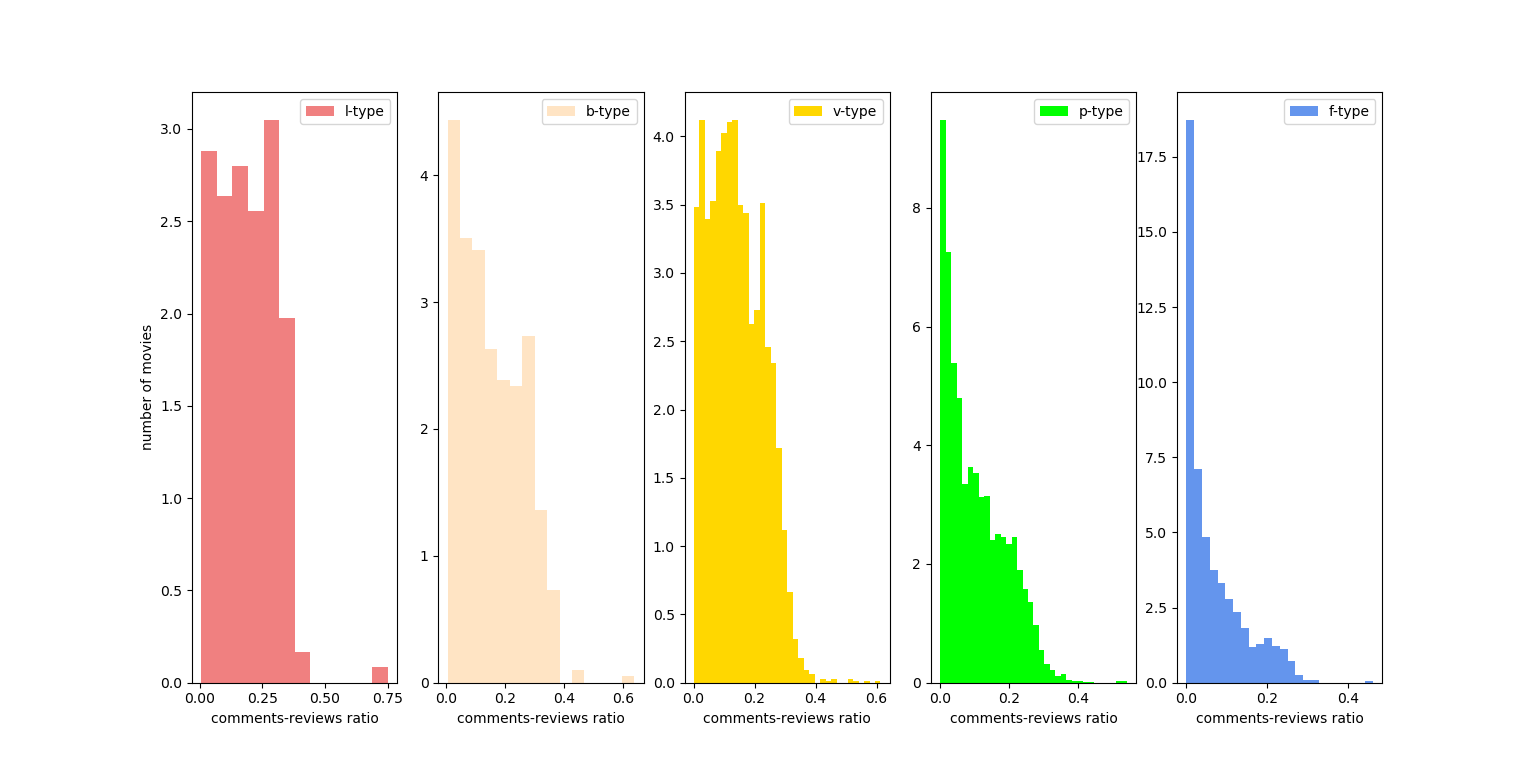 l-type
b-type
v-type
p-type
f-type
number of movies
3.0
2.5
2.0
1.5
1.0
0.5
0.0
0.00 0.25 0.50 0.75
comments-reviews ratio
4
3
2
1
0
0.0 0.2 0.4 0.6
comments-reviews ratio
4.0
3.5
3.0
2.5
2.0
1.5
1.0
0.5
0.0
0.0 0.2 0.4 0.6
comments-reviews ratio
8
6
4
2
0
0.0 0.2 0.4
comments-reviews ratio
17.5
15.0
12.5
10.0
7.5
5.0
2.5
0.0
0.0 0.2 0.4
comments-reviews ratio